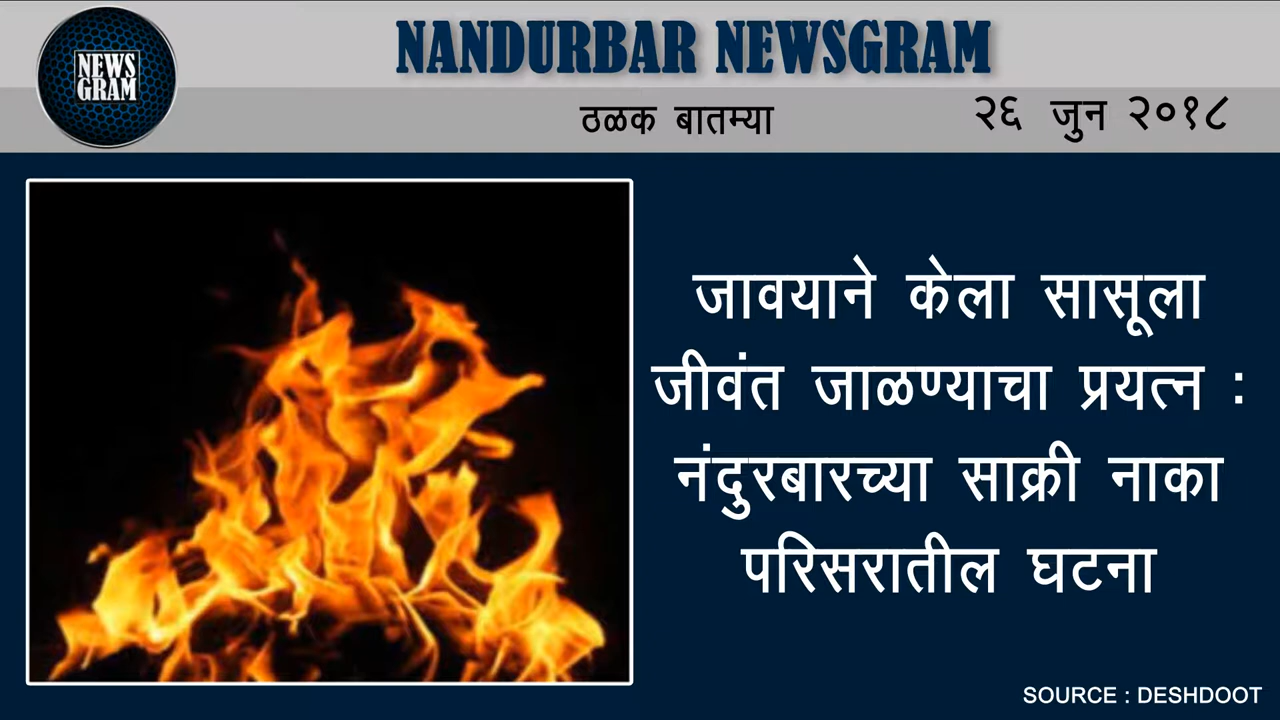 NEWS
GRAM
NANDURBAR NEWSGRAM
ठळक बातम्या
२६ जुन २०१८
जावयाने केला सासूला
जीवंत जाळण्याचा प्रयत्न :
नंदुरबारच्या साक्री नाका
परिसरातील घटना
SOURCE : DESHDOOT